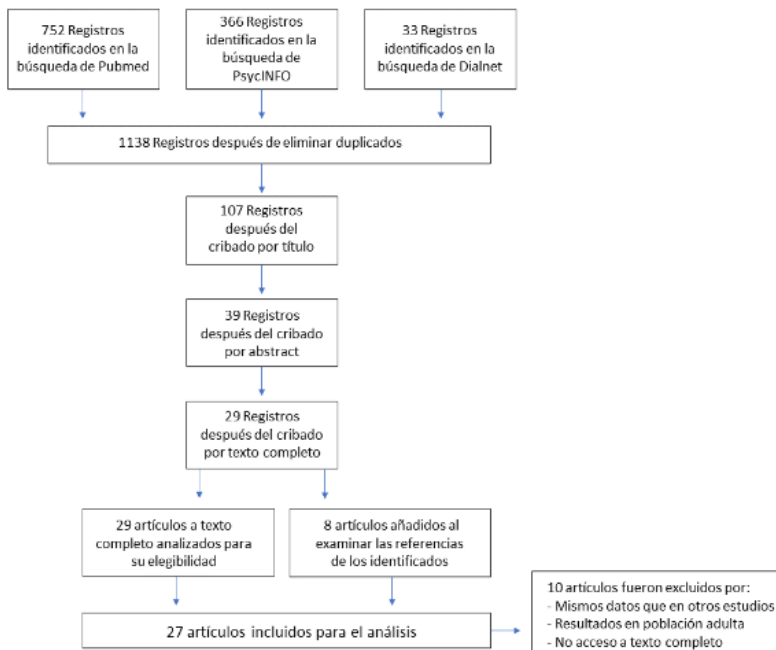 752 Registros
identificados en la
búsqueda de Pubmed
366 Registros
identificados en la
búsqueda de
PsycINFO
33 Registros
identificados en la
búsqueda de Dialnet
1138 Registros después de eliminar duplicados
107 Registros
después del
cribado por título
39 Registros
después del cribado
por abstract
29 Registros
después del cribado
por texto completo
29 artículos a texto
completo analizados para
su elegibilidad
8 artículos añadidos al
examinar las referencias
de los identificados
27 artículos incluidos para el análisis
10 artículos fueron excluidos por:
- Mismos datos que en otros estudios
- Resultados en población adulta
- No acceso a texto completo